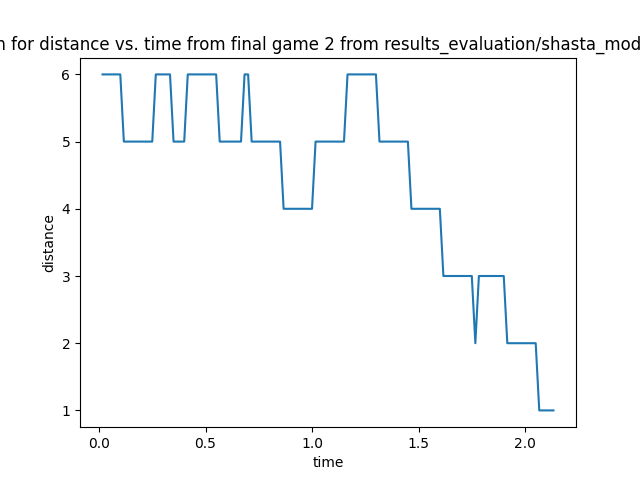 for distance vs. time from final game 2 from results_evaluation/shasta_mod
6
5
4
3
2
1
distance
0.0 0.5 1.0 1.5 2.0
time